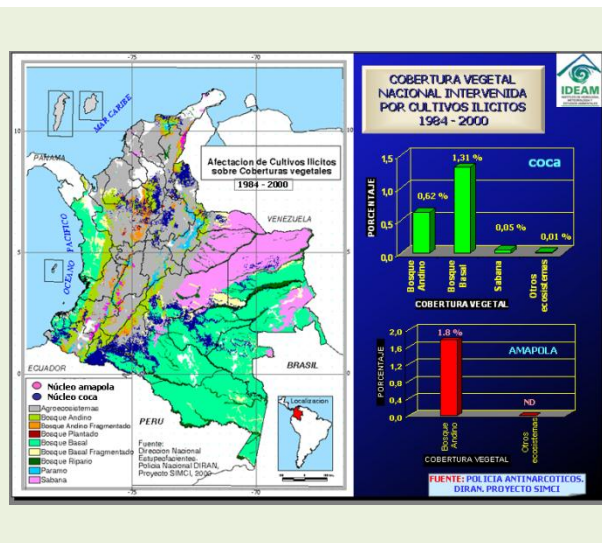 -75
-70
MAR CARIBE
10
PANAMA
Afectacion de Cultivos Ilicitos
sobre Coberturas vegetales
1984 - 2000
VENEZUELA
OCEANO PACIFICO
5
5
0
0
ECUADOR
BRASIL
PERU
Núcleo amapola
Núcleo coca
Agroecosistemas
Bosque Andino
Bosque Andino Fragmentado
Bosque Plantado
Bosque Basal
Bosque Basal Fragmentado
Bosque Ripario
Paramo
Sabana
Fuente:
Direccion Nacional
Estupefacientes-
Policia Nacional DIRAN,
Proyecto SIMCI, 2000
Localizacion
-75
-70
COBERTURA VEGETAL
NACIONAL INTERVENIDA
POR CULTIVOS ILICITOS
1984 - 2000
IDEAM
coca
PORCENTAJE
1,5
1,0
0,5
0,0
0,62 %
1,31 %
0,05 %
0,01 %
Bosque Andino
Bosque Basal
Sabana
Otros ecosistemas
COBERTURA VEGETAL
AMAPOLA
PORCENTAJE
2,0
1,6
1,2
0,8
0,4
0,0
1.8 %
ND
Bosque Andino
Otros ecosistemas
COBERTURA VEGETAL
FUENTE: POLICIA ANTINARCOTICOS.
DIRAN. PROYECTO SIMCI